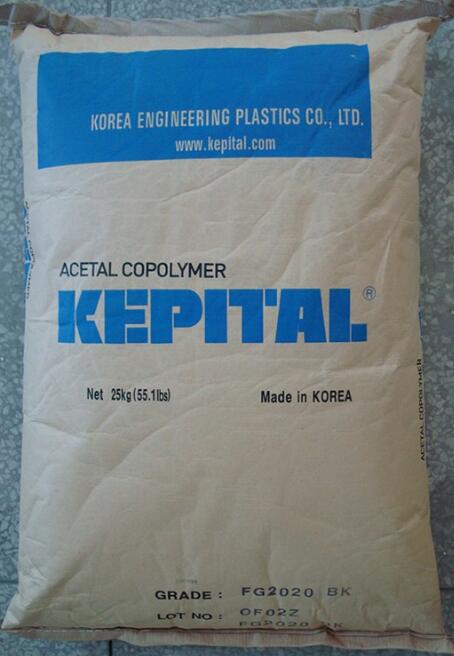 KOREA ENGINEERING PLASTICS CO., LTD.
www.kepital.com
ACETAL COPOLYMER
KEPITAL®
Net 25kg(55.1lbs) Made in KOREA
ACETAL COPOLYMER
GRADE : FG2020 BK
LOT NO : OF02Z
FG2020 BK